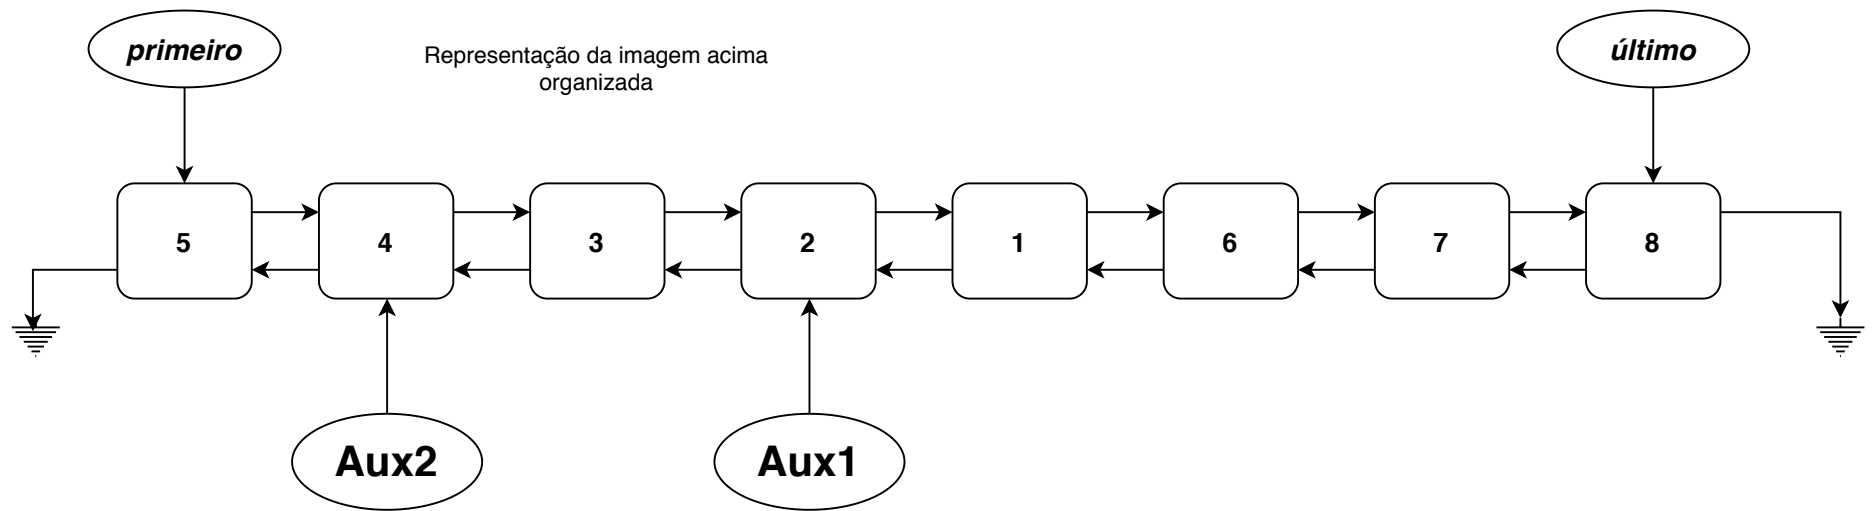 primeiro
Representação da imagem acima
organizada
último
5
4
3
2
1
6
7
8
Aux2
Aux1